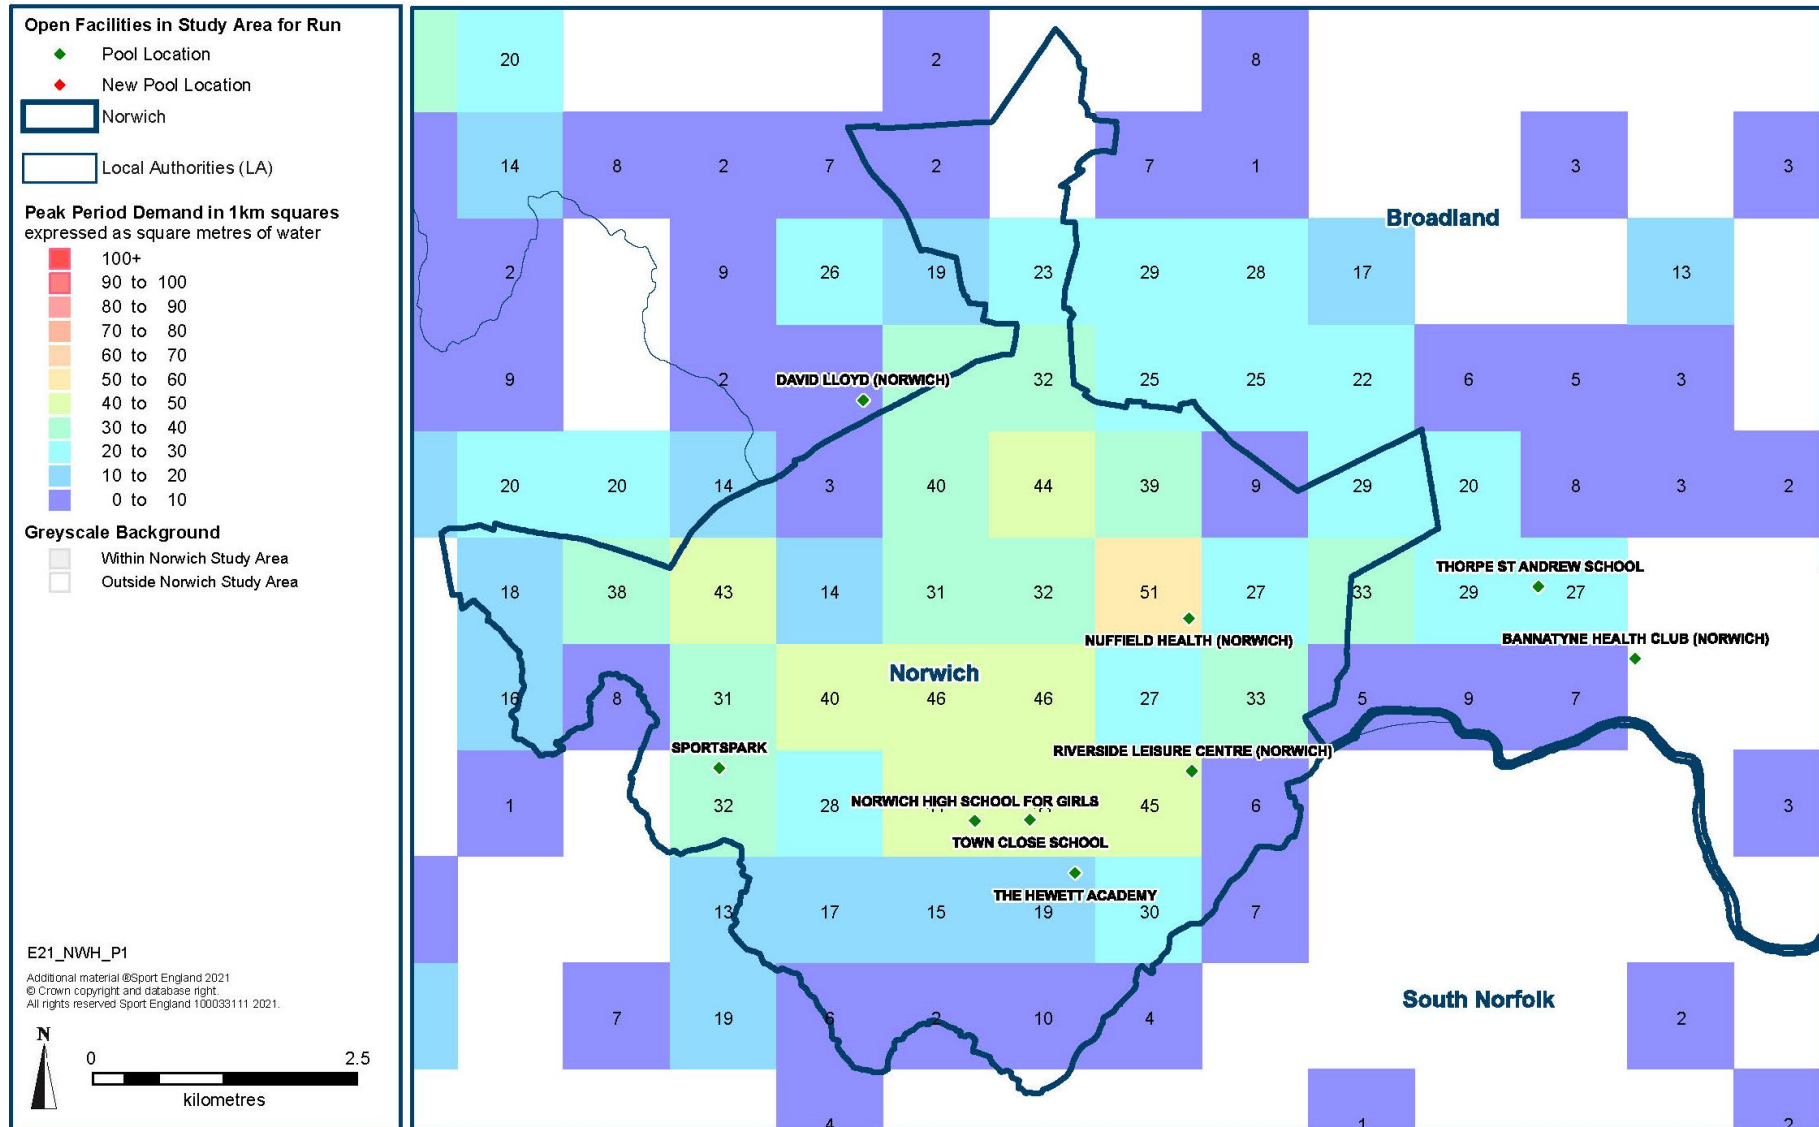 Open Facilities in Study Area for Run
Pool Location
New Pool Location
Norwich
Local Authorities (LA)
Peak Period Demand in 1km squares
expressed as square metres of water
100+
90 to 100
80 to 90
70 to 80
60 to 70
50 to 60
40 to 50
30 to 40
20 to 30
10 to 20
0 to 10
Greyscale Background
Within Norwich Study Area
Outside Norwich Study Area
E21_NWH_P1
Additional material ®Sport England 2021
© Crown copyright and database right.
All rights reserved Sport England 100033111 2021.
N
0 2.5
kilometres
20 2 8
14 8 2 7 2 7 1 3 3
Broadland
2 9 26 19 23 29 28 17 13
9 2 DAVID LLOYD (NORWICH) 32 25 25 22 6 5 3
20 20 14 3 40 44 39 9 29 20 8 3 2
THORPE ST ANDREW SCHOOL
18 38 43 14 31 32 51 27 33 29 27
NUFFIELD HEALTH (NORWICH) BANNATYNE HEALTH CLUB (NORWICH)
Norwich
16 8 31 40 46 46 27 33 5 9 7
SPORTSPARK RIVERSIDE LEISURE CENTRE (NORWICH)
NORWICH HIGH SCHOOL FOR GIRLS
1 32 28 45 6 3
TOWN CLOSE SCHOOL
THE HEWETT ACADEMY
13 17 15 19 30 7
South Norfolk
7 19 6 2 10 4 2
4 1 2